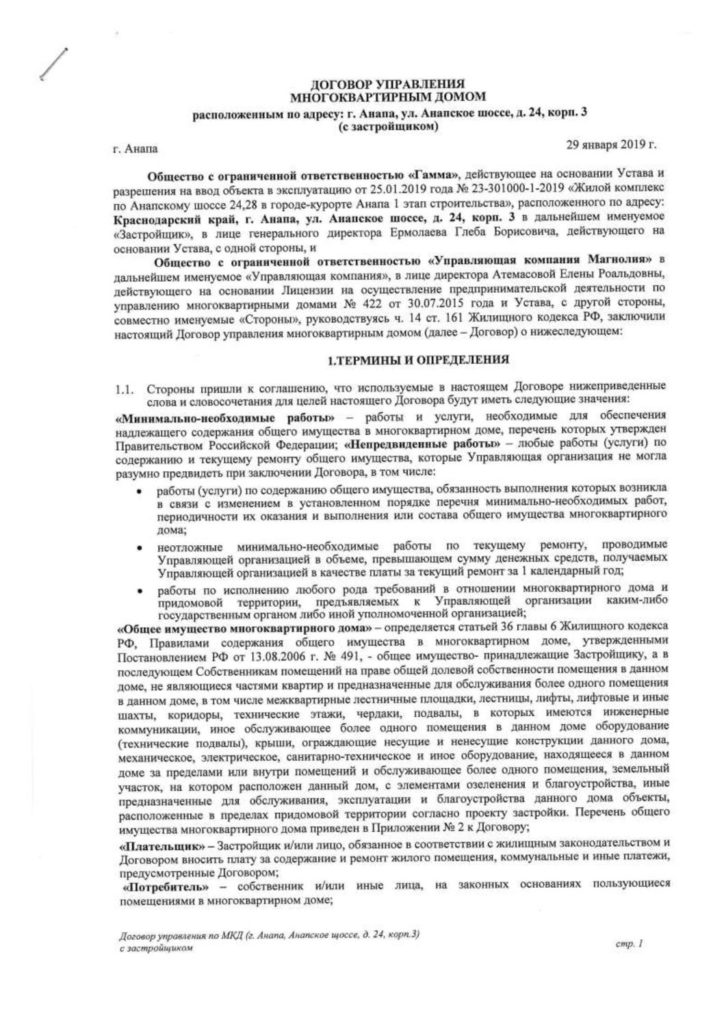 ДОГОВОР УПРАВЛЕНИЯ
МНОГОКВАРТИРНЫМ ДОМОМ
расположенным по адресу: г. Анапа, ул. Анапское шоссе, д. 24, корп. 3
(с застройщиком)
г. Анапа
29 января 2019 г.
Общество с ограниченной ответственностью «Гамма», действующее на основании Устава и
разрешения на ввод объекта в эксплуатацию от 25.01.2019 года № 23-301000-1-2019 «Жилой комплекс
по Анапскому шоссе 24,28 в городе-курорте Анапа 1 этап строительства», расположенного по адресу:
Краснодарский край, г. Анапа, ул. Анапское шоссе, д. 24, корп. 3 в дальнейшем именуемое
«Застройщик», в лице генерального директора Ермолаева Глеба Борисовича, действующего на
основании Устава, с одной стороны, и
Общество с ограниченной ответственностью «Управляющая компания Магнолия» в
дальнейшем именуемое «Управляющая компания», в лице директора Атемасовой Елены Роальдовны,
действующего на основании Лицензии на осуществление предпринимательской деятельности по
управлению многоквартирными домами № 422 от 30.07.2015 года и Устава, с другой стороны,
совместно именуемые «Стороны», руководствуясь ч. 14 ст. 161 Жилищного кодекса РФ, заключили
настоящий Договор управления многоквартирным домом (далее – Договор) о нижеследующем:
1.ТЕРМИНЫ И ОПРЕДЕЛЕНИЯ
1.1. Стороны пришли к соглашению, что используемые в настоящем Договоре нижеприведенные
слова и словосочетания для целей настоящего Договора будут иметь следующие значения:
«Минимально-необходимые работы» – работы и услуги, необходимые для обеспечения
надлежащего содержания общего имущества в многоквартирном доме, перечень которых утвержден
Правительством Российской Федерации; «Непредвиденные работы» – любые работы (услуги) по
содержанию и текущему ремонту общего имущества, которые Управляющая организация не могла
разумно предвидеть при заключении Договора, в том числе:
• работы (услуги) по содержанию общего имущества, обязанность выполнения которых возникла
в связи с изменением в установленном порядке перечня минимально-необходимых работ,
периодичности их оказания и выполнения или состава общего имущества многоквартирного
дома;
• неотложные минимально-необходимые работы по текущему ремонту, проводимые
Управляющей организацией в объеме, превышающем сумму денежных средств, получаемых
Управляющей организацией в качестве платы за текущий ремонт за 1 календарный год;
• работы по исполнению любого рода требований в отношении многоквартирного дома и
придомовой территории, предъявляемых к Управляющей организации каким-либо
государственным органом либо иной уполномоченной организацией;
«Общее имущество многоквартирного дома» – определяется статьей 36 главы 6 Жилищного кодекса
РФ, Правилами содержания общего имущества в многоквартирном доме, утвержденными
Постановлением РФ от 13.08.2006 г. № 491, - общее имущество- принадлежащие Застройщику, а в
последующем Собственникам помещений на праве общей долевой собственности помещения в данном
доме, не являющиеся частями квартир и предназначенные для обслуживания более одного помещения
в данном доме, в том числе межквартирные лестничные площадки, лестницы, лифты, лифтовые и иные
шахты, коридоры, технические этажи, чердаки, подвалы, в которых имеются инженерные
коммуникации, иное обслуживающее более одного помещения в данном доме оборудование
(технические подвалы), крыши, ограждающие несущие и ненесущие конструкции данного дома,
механическое, электрическое, санитарно-техническое и иное оборудование, находящееся в данном
доме за пределами или внутри помещений и обслуживающее более одного помещения, земельный
участок, на котором расположен данный дом, с элементами озеленения и благоустройства, иные
предназначенные для обслуживания, эксплуатации и благоустройства данного дома объекты,
расположенные в пределах придомовой территории согласно проекту застройки. Перечень общего
имущества многоквартирного дома приведен в Приложении № 2 к Договору;
«Плательщик» – Застройщик и/или лицо, обязанное в соответствии с жилищным законодательством и
Договором вносить плату за содержание и ремонт жилого помещения, коммунальные и иные платежи,
предусмотренные Договором;
«Потребитель» – собственник и/или иные лица, на законных основаниях пользующиеся
помещениями в многоквартирном доме;
Договор управления по МКД (г. Анапа, Анапское щоссе, д. 24, корп.3)
с застройщиком
стр. 1